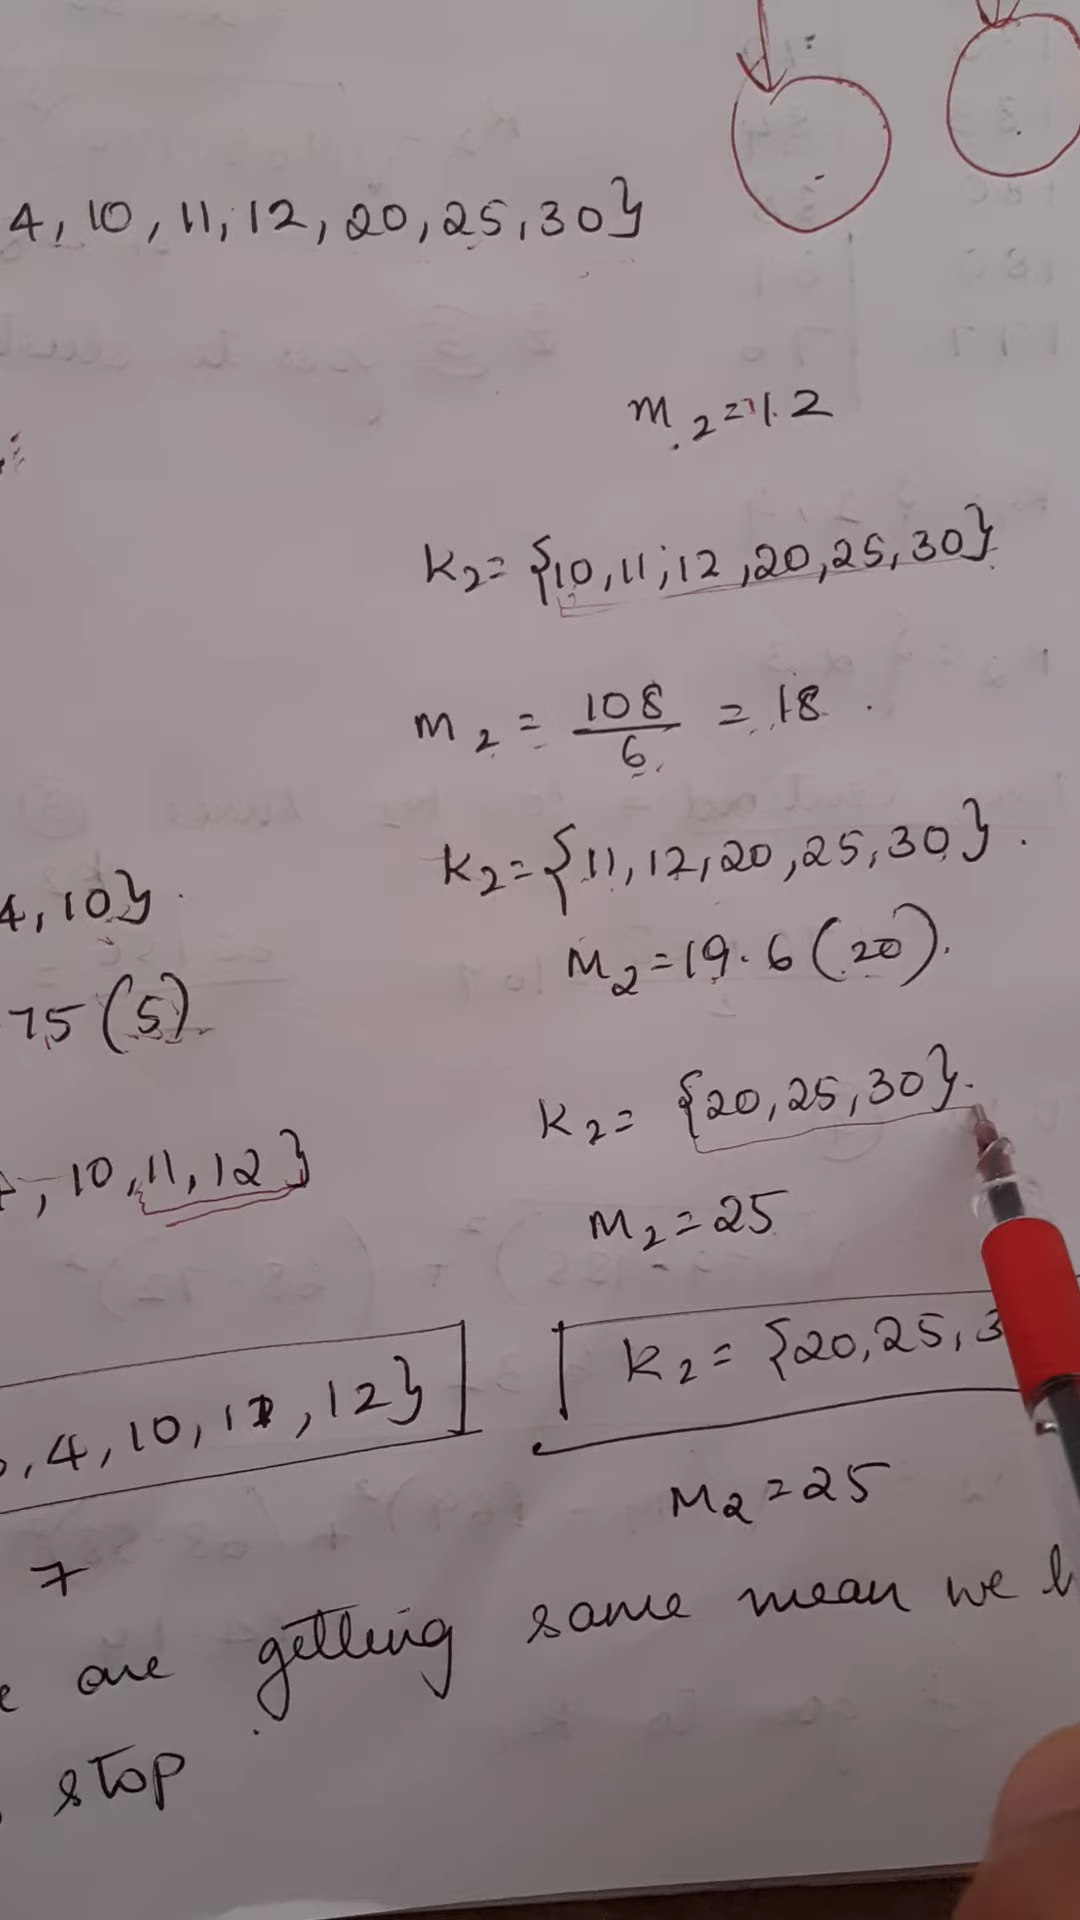 4, 10, 11, 12, 20, 25, 30}
m2 = 12
K2 = {10, 11, 12, 20, 25, 30}
m2 = 108/6 = 18
K2 = {11, 12, 20, 25, 30}.
4, 10}
M2 = 19.6 (20).
75 (5)
K2 = {20, 25, 30}.
, 10, 11, 12}
M2 = 25
K2 = {20, 25, 3
, 4, 10, 11, 12}
M2 = 25
7
are getting same mean we
stop